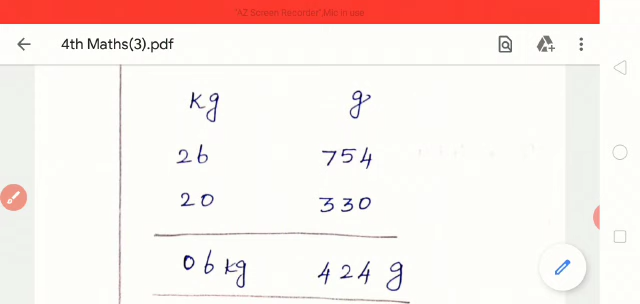 "AZ Screen Recorder".Mic in use
4th Maths(3).pdf
kg g
26 754
20 330
06 kg 424 g